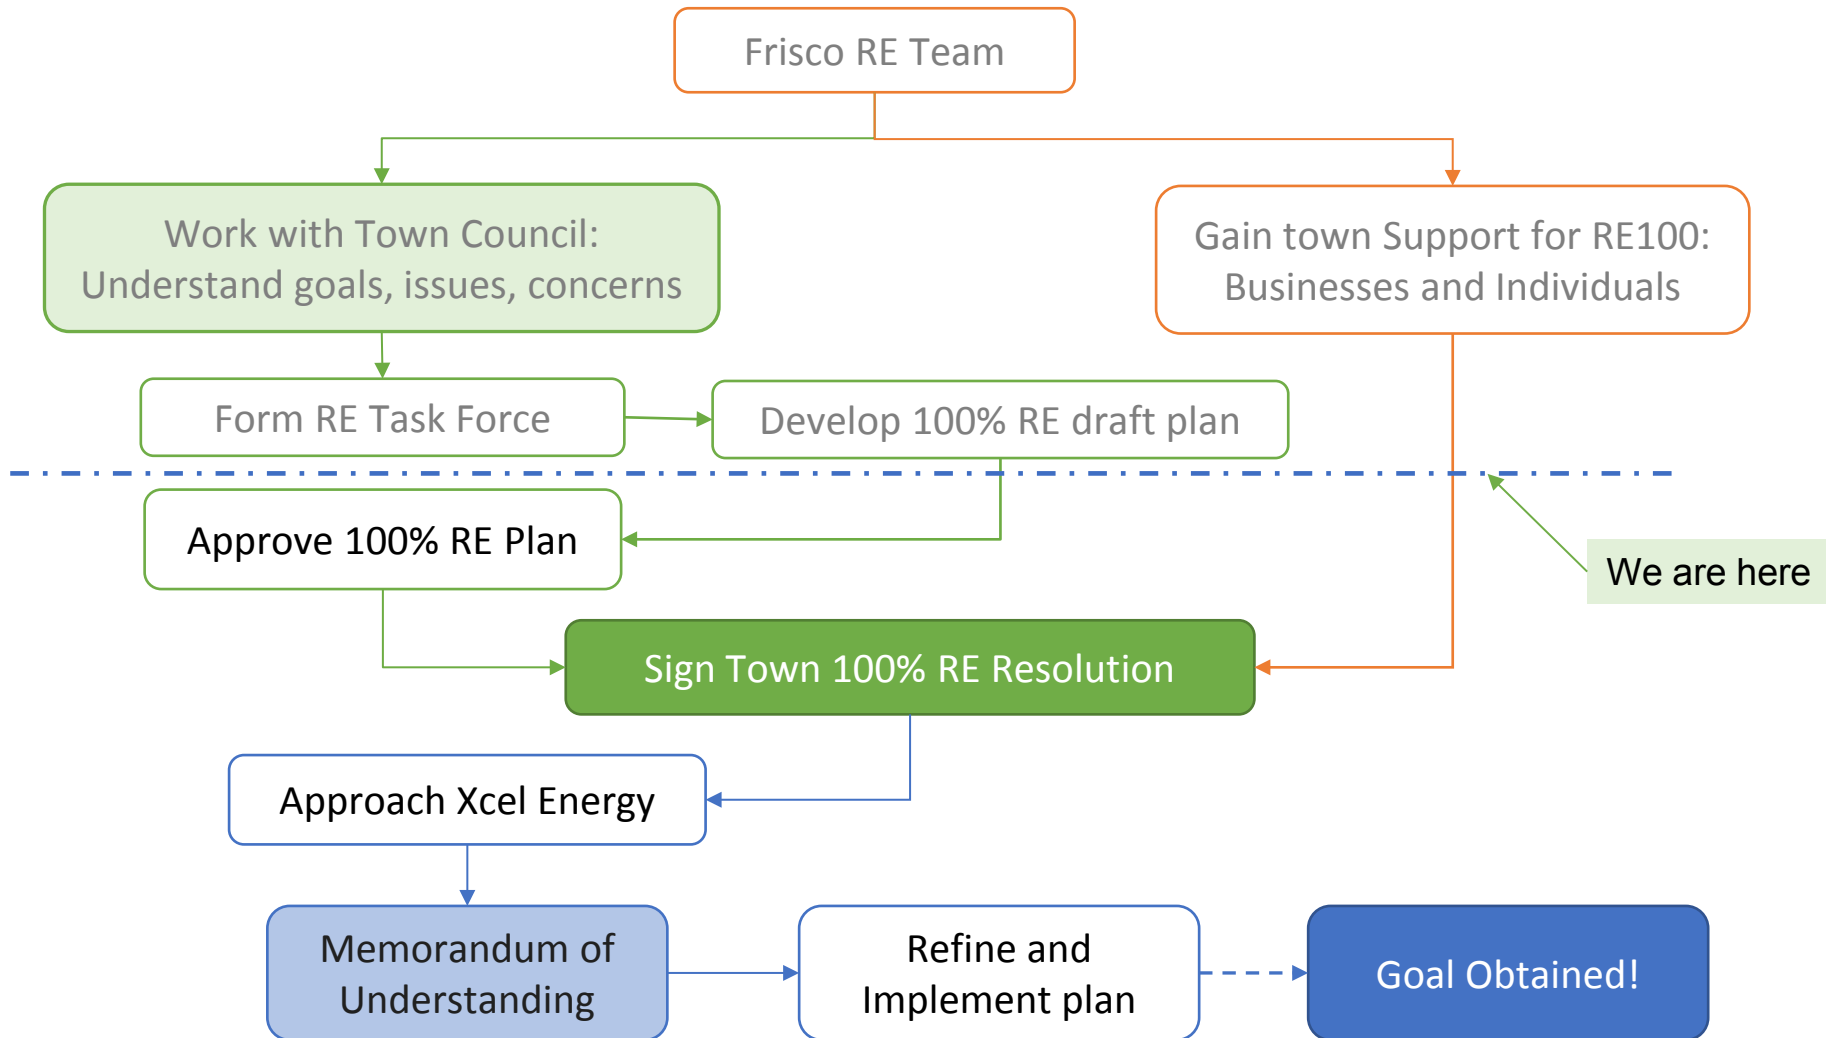 Frisco RE Team
Work with Town Council:
Understand goals, issues, concerns
Gain town Support for RE100:
Businesses and Individuals
Form RE Task Force
Develop 100% RE draft plan
Approve 100% RE Plan
We are here
Sign Town 100% RE Resolution
Approach Xcel Energy
Memorandum of
Understanding
Refine and
Implement plan
Goal Obtained!